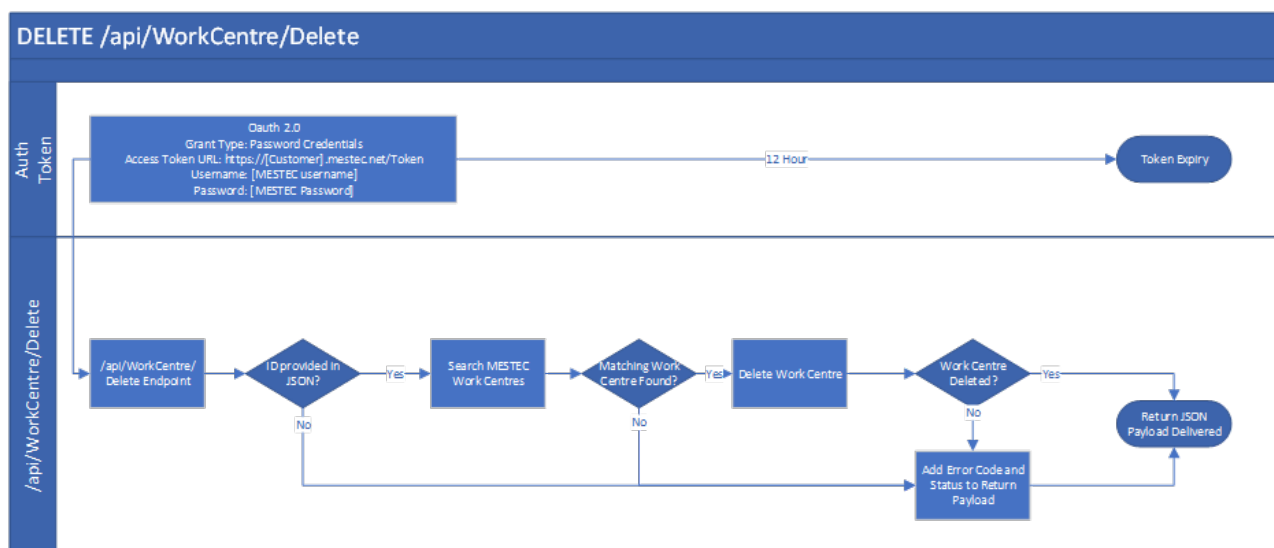 DELETE /api/WorkCentre/Delete
Auth
Token
Oauth 2.0
Grant Type: Password Credentials
Access Token URL: https://[Customer].mestec.net/Token
Username: [MESTEC username]
Password: [MESTEC Password]
12 Hour
Token Expiry
/api/WorkCentre/Delete
/api/WorkCentre/
Delete Endpoint
ID provided in
JSON?
Yes
No
Search MESTEC
Work Centres
Matching Work
Centre Found?
Yes
No
Delete Work Centre
Work Centre
Deleted?
Yes
No
Return JSON
Payload Delivered
Add Error Code and
Status to Return
Payload